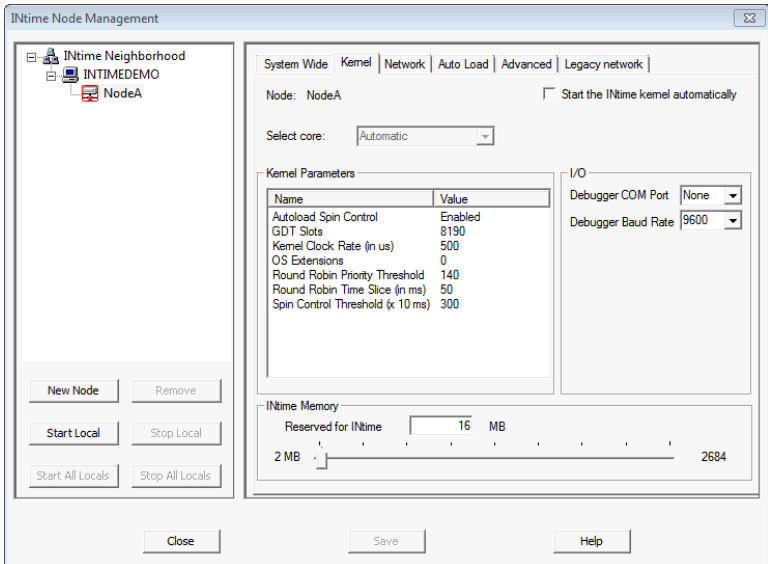 INtime Node Management
INtime Neighborhood
INTIMEDEMO
NodeA
System Wide Kernel Network Auto Load Advanced Legacy network
Node: NodeA
Start the INtime kernel automatically
Select core: Automatic
Kernel Parameters
Name Value
Autoload Spin Control Enabled
GDT Slots 8190
Kernel Clock Rate (in us) 500
OS Extensions 0
Round Robin Priority Threshold 140
Round Robin Time Slice (in ms) 50
Spin Control Threshold (x 10 ms) 300
I/O
Debugger COM Port None
Debugger Baud Rate 9600
New Node Remove
Start Local Stop Local
Start All Locals Stop All Locals
INtime Memory
Reserved for INtime 16 MB
2 MB 2684
Close Save Help